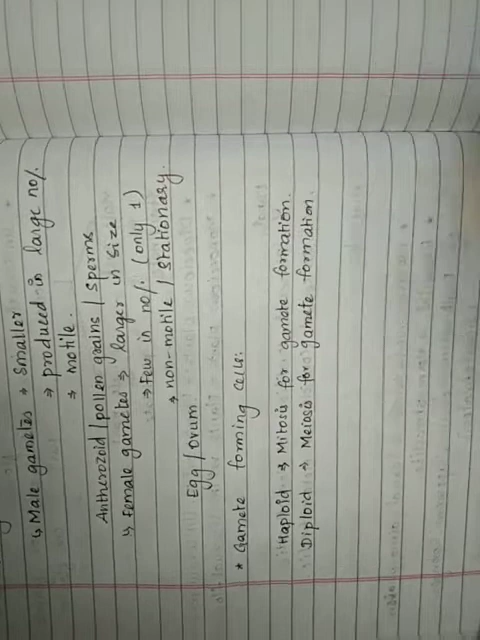 ↳ Male gametes → Smaller
→ produced in large no/.
→ motile.
Antherozoid/pollen grains / Sperms
↳ Female gametes → larger in size
→ Few in no/. (only 1)
→ non-motile / Stationary.
Egg/Ovum
* Gamete forming cells:
Haploid → Mitosis for gamete formation.
Diploid → Meiosis for gamete formation.